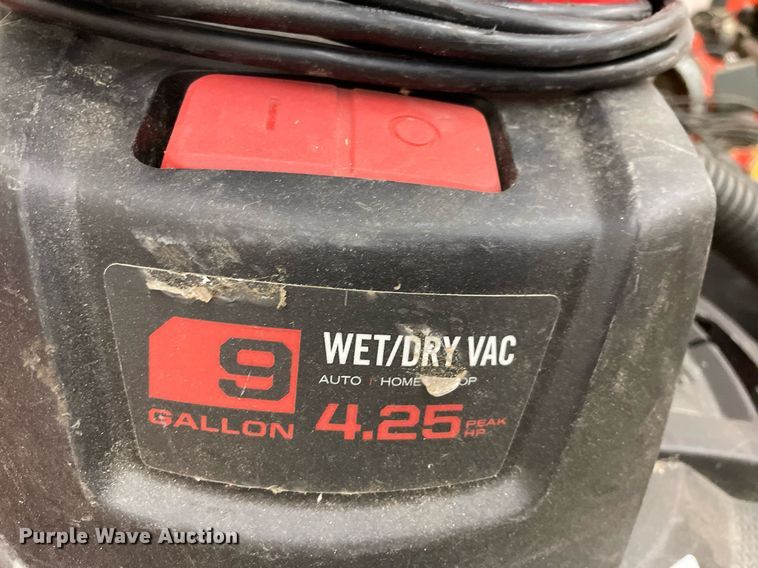 9
GALLON
WET/DRY VAC
AUTO HOME
4.25 PEAK HP
Purple Wave Auction